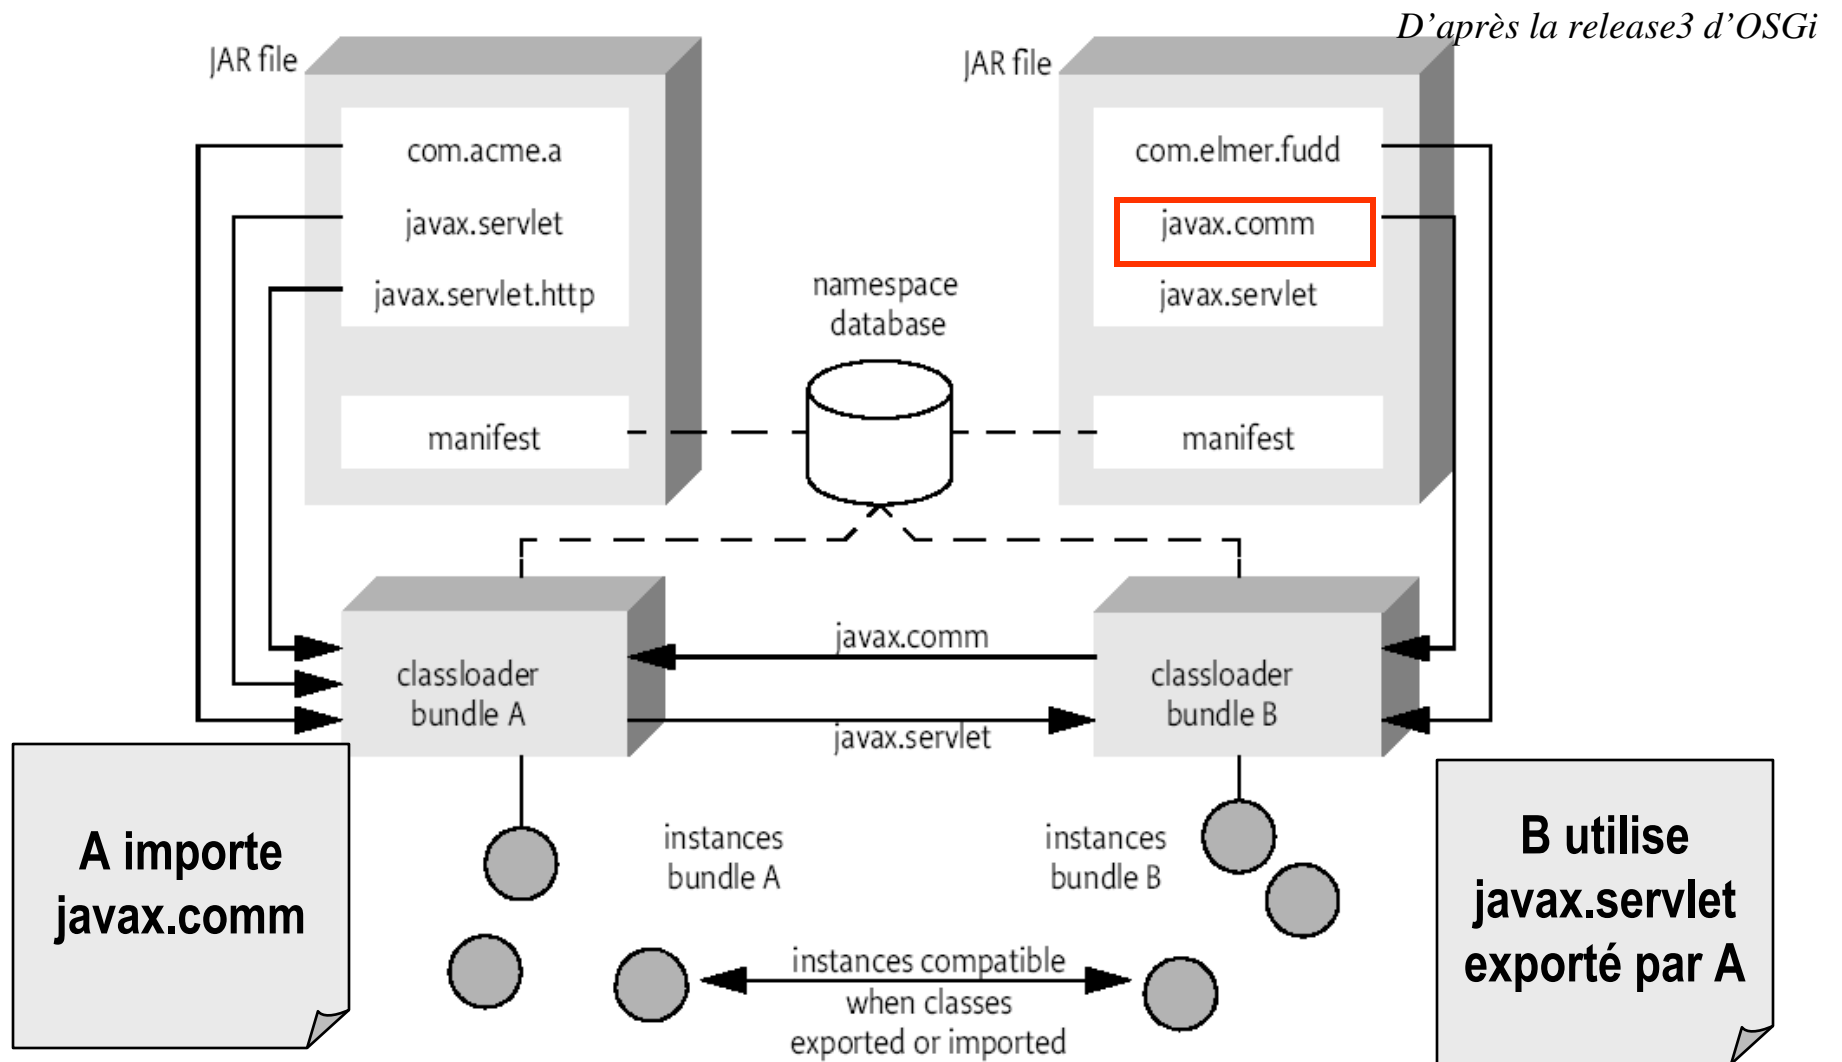 D'après la release3 d'OSGi
JAR file
JAR file
com.acme.a
javax.servlet
javax.servlet.http
manifest
com.elmer.fudd
javax.comm
javax.servlet
manifest
namespace
database
classloader
bundle A
javax.comm
javax.servlet
classloader
bundle B
A importe
javax.comm
instances
bundle A
instances
bundle B
B utilise
javax.servlet
exporté par A
instances compatible
when classes
exported or imported